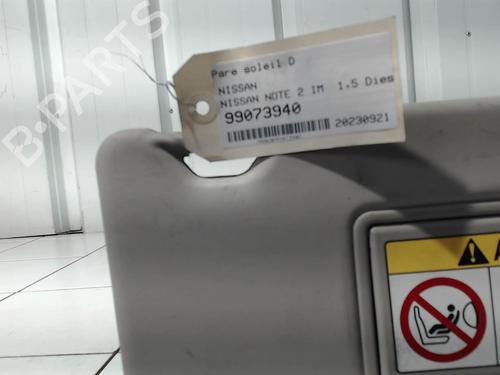 B-PARTS
Pare soleil D
NISSAN
NISSAN NOTE 2 IM 1.5 Dies
99073940
20230921
A